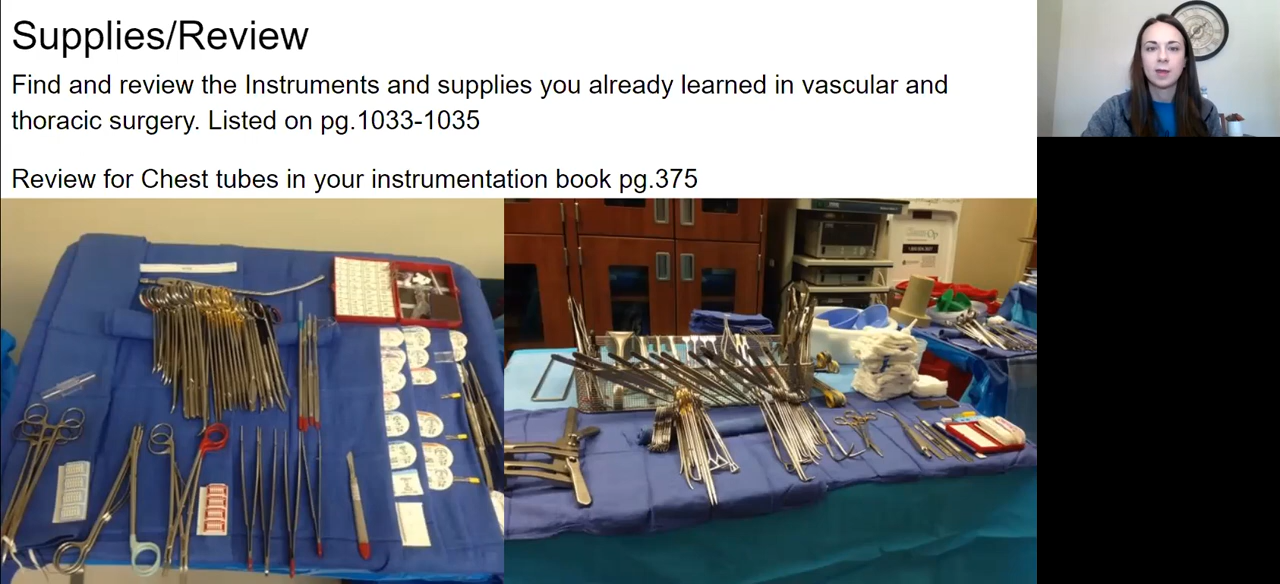 Supplies/Review
Find and review the Instruments and supplies you already learned in vascular and
thoracic surgery. Listed on pg.1033-1035
Review for Chest tubes in your instrumentation book pg.375